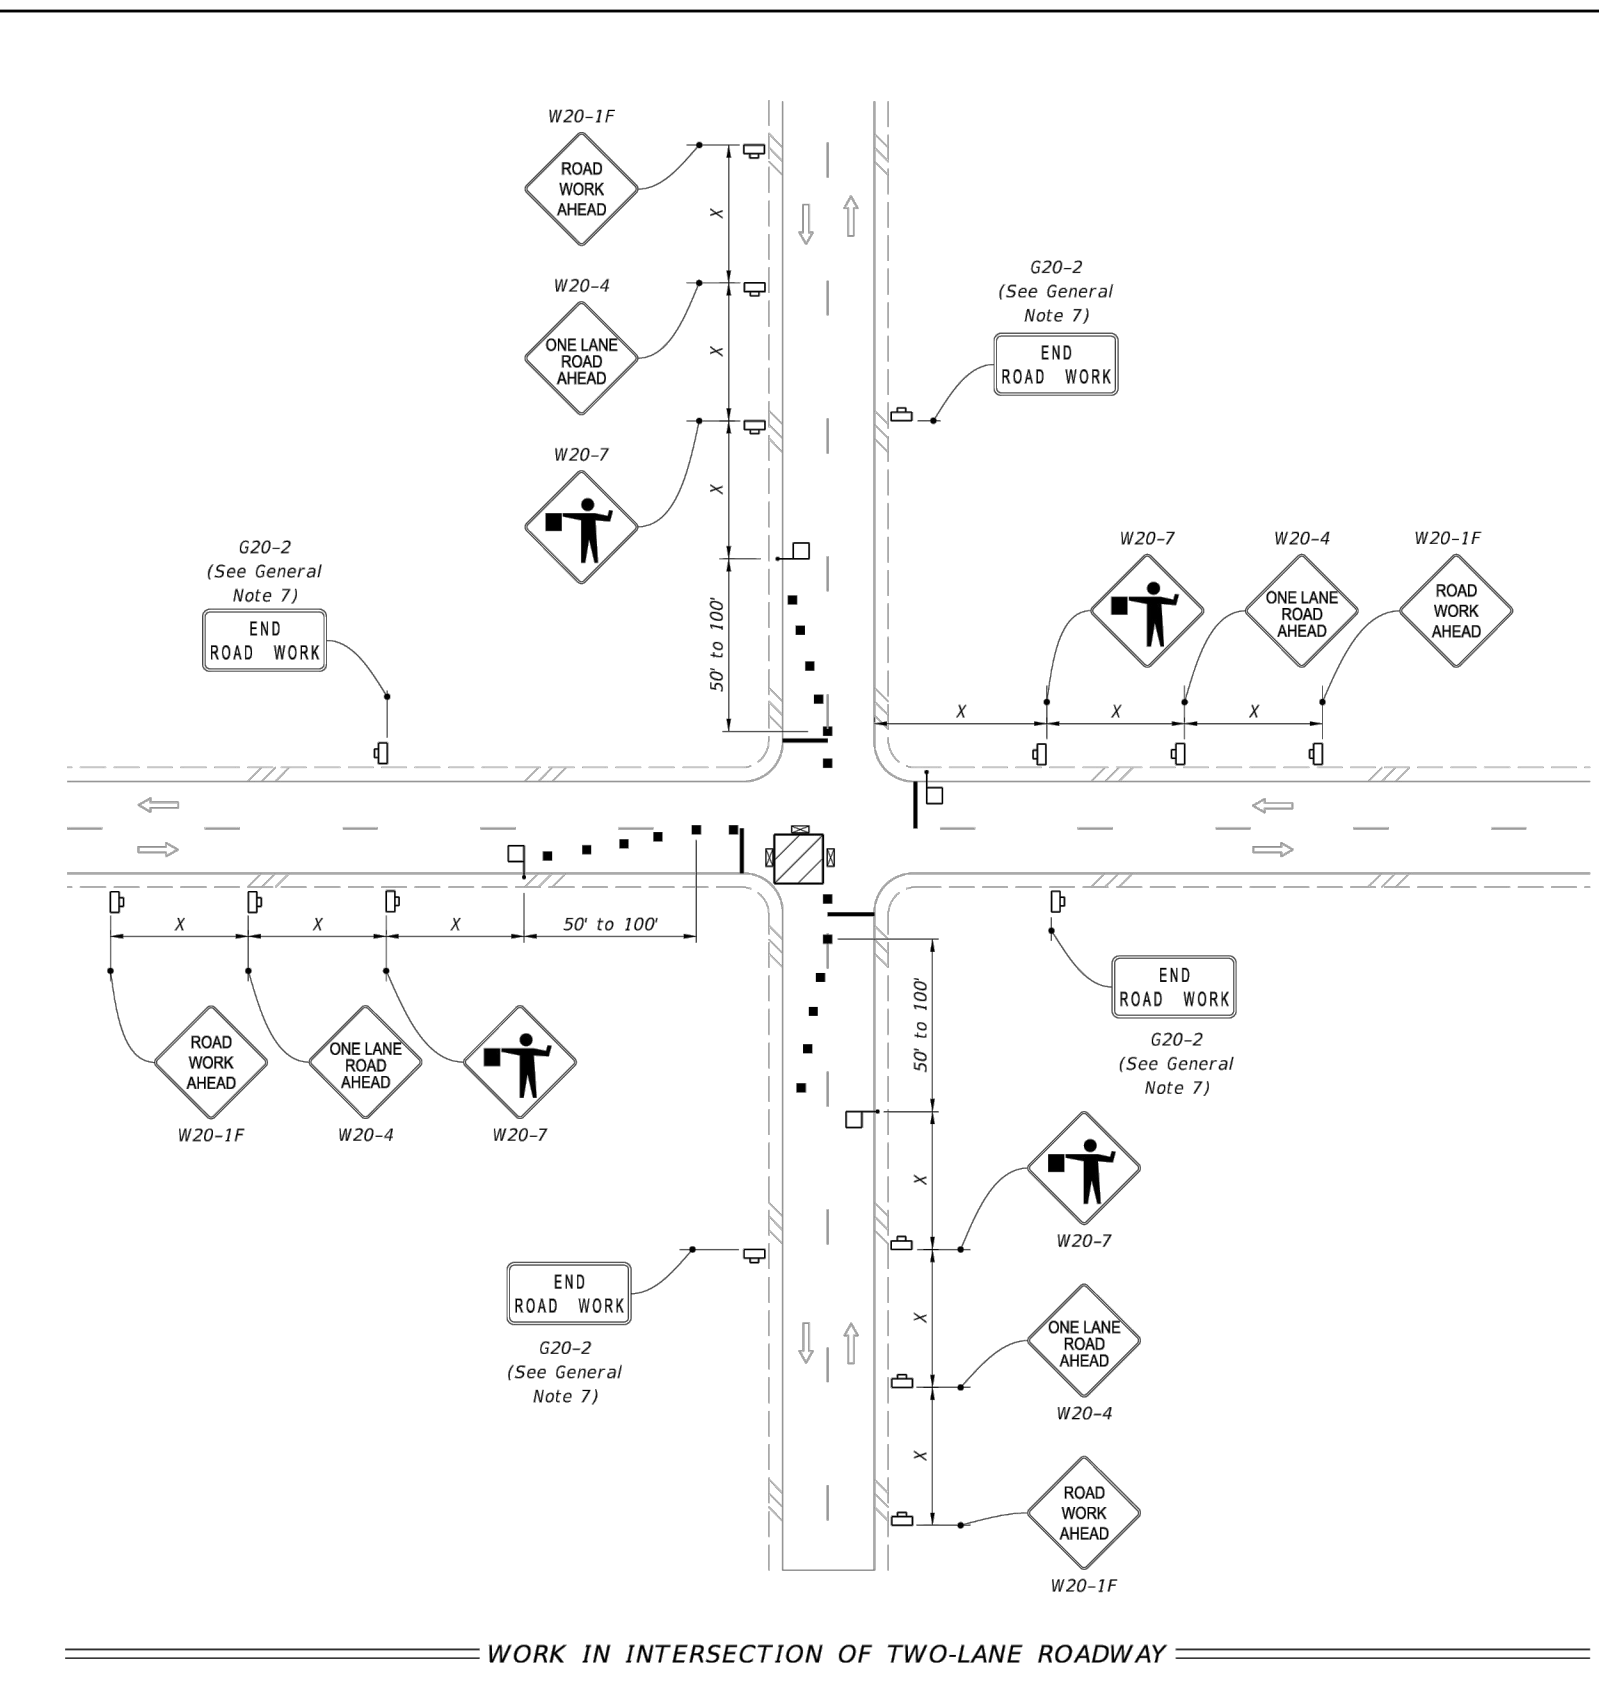 W20-1F
ROAD
WORK
AHEAD
X
W20-4
ONE LANE
ROAD
AHEAD
X
W20-7
X
50' to 100'
G20-2
(See General
Note 7)
END
ROAD WORK
G20-2
(See General
Note 7)
END
ROAD WORK
W20-7
W20-4
ONE LANE
ROAD
AHEAD
W20-1F
ROAD
WORK
AHEAD
X
X
X
X
X
X
50' to 100'
ROAD
WORK
AHEAD
W20-1F
ONE LANE
ROAD
AHEAD
W20-4
W20-7
50' to 100'
END
ROAD WORK
G20-2
(See General
Note 7)
X
W20-7
END
ROAD WORK
G20-2
(See General
Note 7)
X
ONE LANE
ROAD
AHEAD
W20-4
X
ROAD
WORK
AHEAD
W20-1F
WORK IN INTERSECTION OF TWO-LANE ROADWAY